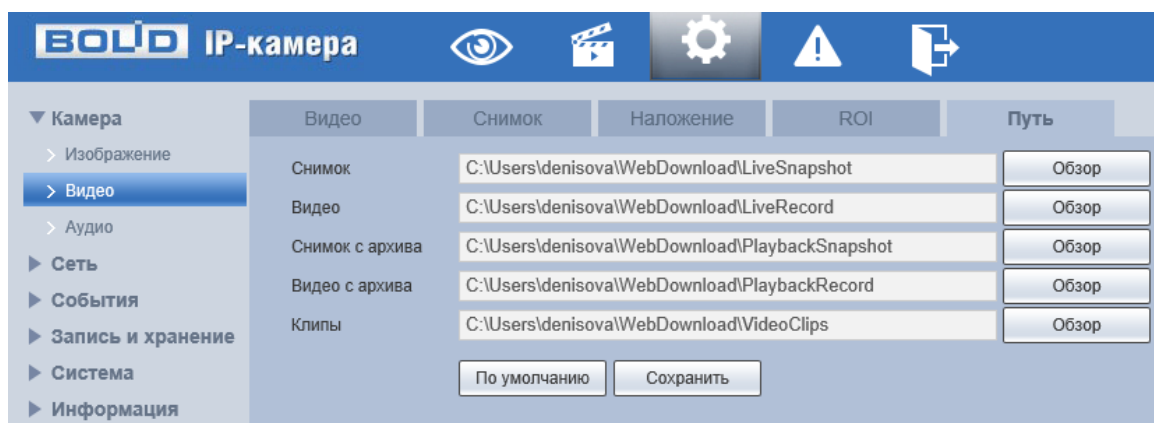 BOLID IP-камера
Камера
Изображение
Видео
Аудио
Сеть
События
Запись и хранение
Система
Информация
Видео Снимок Наложение ROI Путь
Снимок C:\Users\denisova\WebDownload\LiveSnapshot Обзор
Видео C:\Users\denisova\WebDownload\LiveRecord Обзор
Снимок с архива C:\Users\denisova\WebDownload\PlaybackSnapshot Обзор
Видео с архива C:\Users\denisova\WebDownload\PlaybackRecord Обзор
Клипы C:\Users\denisova\WebDownload\VideoClips Обзор
По умолчанию Сохранить